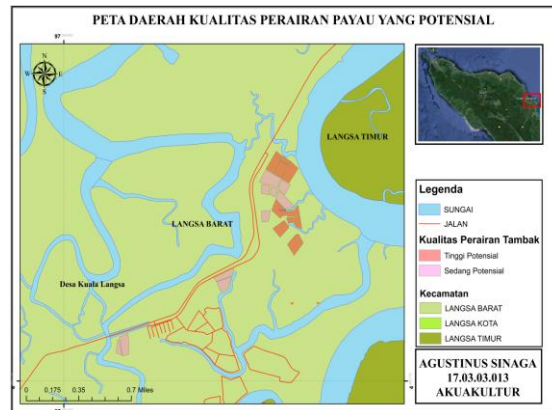 PETA DAERAH KUALITAS PERAIRAN PAYAU YANG POTENSIAL
97
N
W E
S
LANGSA TIMUR
LANGSA BARAT
Desa Kuala Langsa
0 0,175 0,35 0,7 Miles
Legenda
SUNGAI
JALAN
Kualitas Perairan Tambak
Tinggi Potensial
Sedang Potensial
Kecamatan
LANGSA BARAT
LANGSA KOTA
LANGSA TIMUR
AGUSTINUS SINAGA
17.03.03.013
AKUAKULTUR